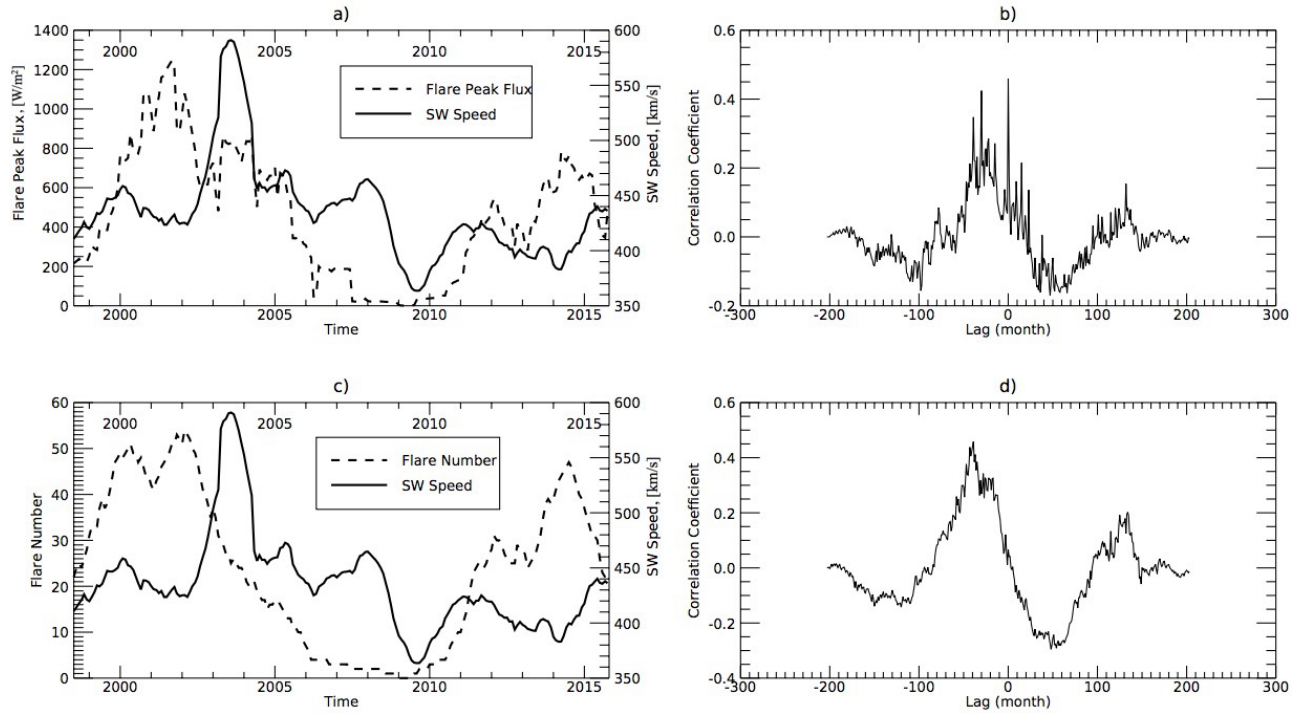 a)
1400
1200
1000
800
600
400
200
0
Flare Peak Flux, [W/m²]
2000 2005 2010 2015
Flare Peak Flux
SW Speed
600
550
500
450
400
350
SW Speed, [km/s]
2000 2005 2010 2015
Time
b)
0.6
0.4
0.2
0.0
-0.2
Correlation Coefficient
-300 -200 -100 0 100 200 300
Lag (month)
c)
60
50
40
30
20
10
0
Flare Number
2000 2005 2010 2015
Flare Number
SW Speed
600
550
500
450
400
350
SW Speed, [km/s]
2000 2005 2010 2015
Time
d)
0.6
0.4
0.2
0.0
-0.2
-0.4
Correlation Coefficient
-300 -200 -100 0 100 200 300
Lag (month)